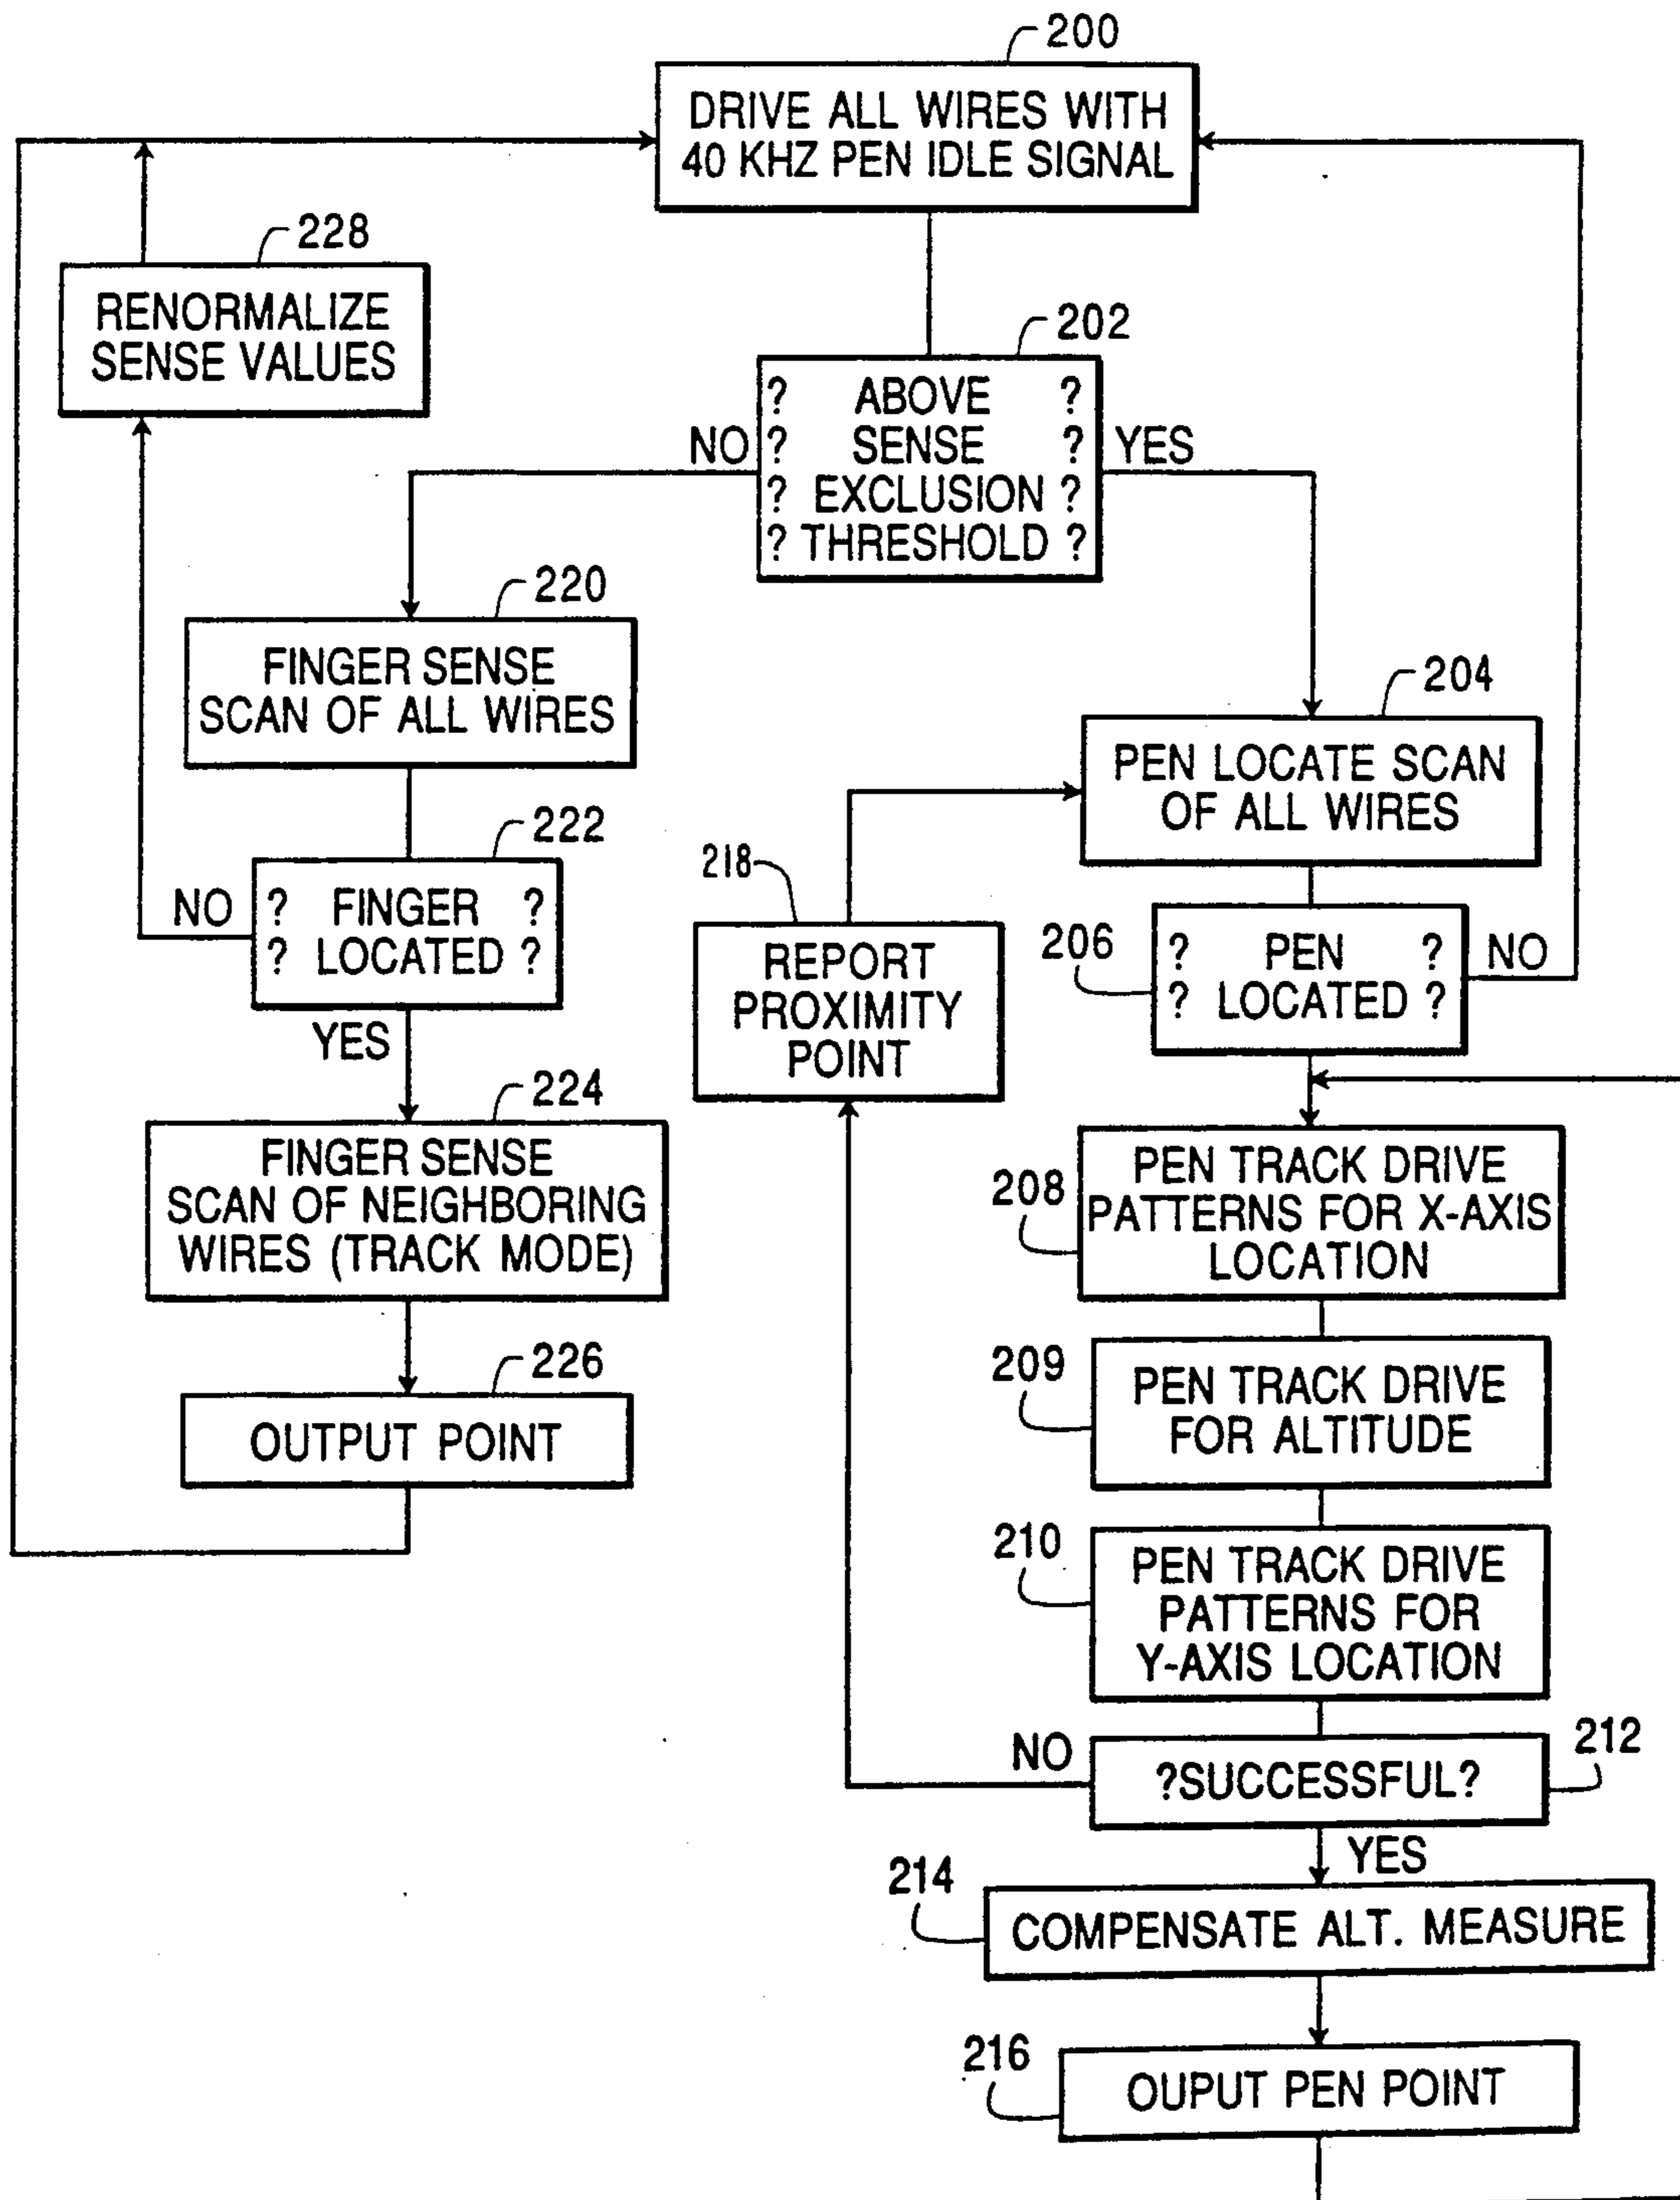 200
DRIVE ALL WIRES WITH
40 KHZ PEN IDLE SIGNAL
228
RENORMALIZE
SENSE VALUES
202
? ABOVE ?
? SENSE ?
? EXCLUSION ?
? THRESHOLD ?
NO
YES
220
FINGER SENSE
SCAN OF ALL WIRES
204
PEN LOCATE SCAN
OF ALL WIRES
222
? FINGER ?
? LOCATED ?
NO
YES
218
REPORT
PROXIMITY
POINT
206
? PEN ?
? LOCATED ?
NO
224
FINGER SENSE
SCAN OF NEIGHBORING
WIRES (TRACK MODE)
208
PEN TRACK DRIVE
PATTERNS FOR X-AXIS
LOCATION
226
OUTPUT POINT
209
PEN TRACK DRIVE
FOR ALTITUDE
210
PEN TRACK DRIVE
PATTERNS FOR
Y-AXIS LOCATION
NO
?SUCCESSFUL?
212
YES
214
COMPENSATE ALT. MEASURE
216
OUPUT PEN POINT